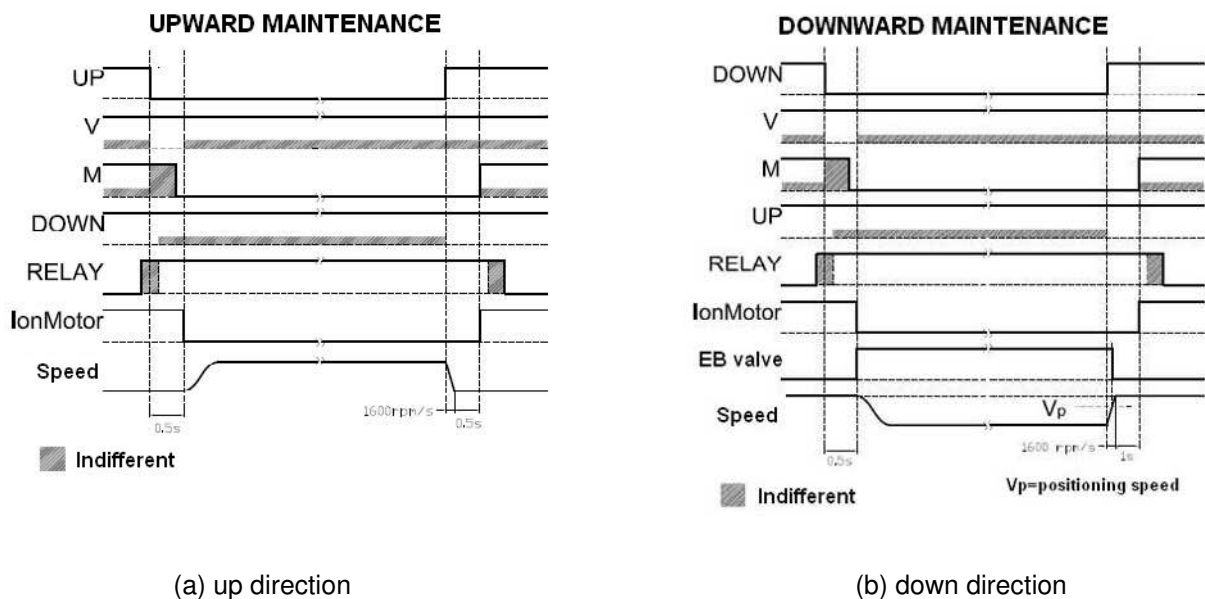 UPWARD MAINTENANCE
UP
V
M
DOWN
RELAY
IonMotor
Speed
1600rpm/s
0.5s
0.5s
Indifferent
(a) up direction
DOWNWARD MAINTENANCE
DOWN
V
M
UP
RELAY
IonMotor
EB valve
Speed
Vp
1600 rpm/s
1s
0.5s
Vp=positioning speed
Indifferent
(b) down direction